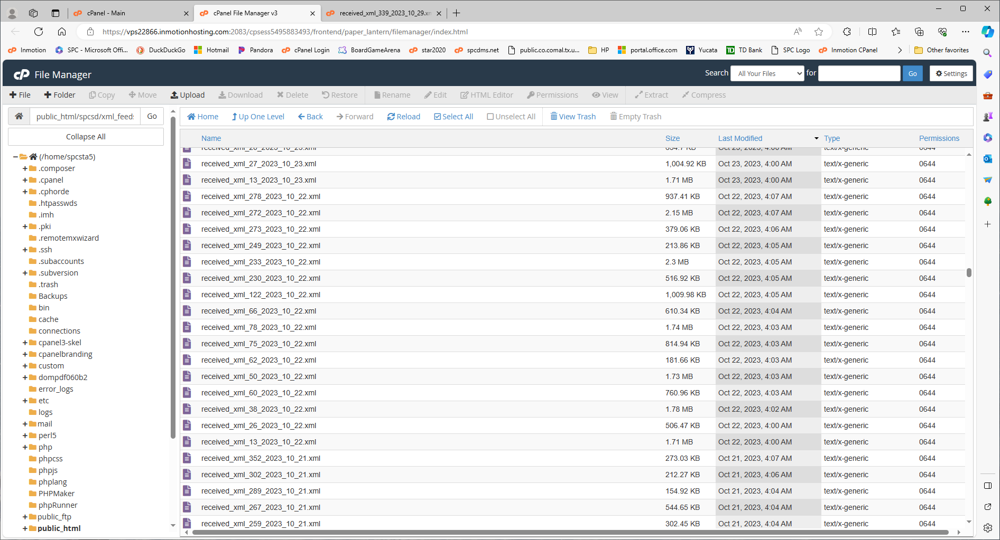 cPanel - Main
cPanel File Manager v3
received_xml_339_2023_10_29.xm
https://vps22866.inmotionhosting.com:2083/cpsess5495883493/frontend/paper_lantern/filemanager/index.html
Inmotion SPC - Microsoft Offi... DuckDuckGo Hotmail Pandora cPanel Login BoardGameArena star2020 spcdms.net public.co.comal.tx.u... HP portal.office.com Yucata TD Bank SPC Logo Inmotion CPanel Other favorites
cP File Manager
Search All Your Files for Go Settings
File Folder Copy Move Upload Download Delete Restore Rename Edit HTML Editor Permissions View Extract Compress
public_html/spcsd/xml_feeds Go
Collapse All
(/home/spcsta5)
.composer
.cpanel
.cphorde
.htpasswds
.imh
.pki
.remotemxwizard
.ssh
.subaccounts
.subversion
.trash
Backups
bin
cache
connections
cpanel3-skel
cpanelbranding
custom
dompdf060b2
error_logs
etc
logs
mail
perl5
php
phpcss
phpjs
phplang
PHPMaker
phpRunner
public_ftp
public_html
Home Up One Level Back Forward Reload Select All Unselect All View Trash Empty Trash
Name Size Last Modified Type Permissions
received_xml_26_2023_10_23.xml 634.7 KB Oct 23, 2023, 4:00 AM text/x-generic 0644
received_xml_27_2023_10_23.xml 1,004.92 KB Oct 23, 2023, 4:00 AM text/x-generic 0644
received_xml_13_2023_10_23.xml 1.71 MB Oct 23, 2023, 4:00 AM text/x-generic 0644
received_xml_278_2023_10_22.xml 937.41 KB Oct 22, 2023, 4:07 AM text/x-generic 0644
received_xml_272_2023_10_22.xml 2.15 MB Oct 22, 2023, 4:07 AM text/x-generic 0644
received_xml_273_2023_10_22.xml 379.06 KB Oct 22, 2023, 4:06 AM text/x-generic 0644
received_xml_249_2023_10_22.xml 213.86 KB Oct 22, 2023, 4:05 AM text/x-generic 0644
received_xml_233_2023_10_22.xml 2.3 MB Oct 22, 2023, 4:05 AM text/x-generic 0644
received_xml_230_2023_10_22.xml 516.92 KB Oct 22, 2023, 4:05 AM text/x-generic 0644
received_xml_122_2023_10_22.xml 1,009.98 KB Oct 22, 2023, 4:05 AM text/x-generic 0644
received_xml_66_2023_10_22.xml 610.34 KB Oct 22, 2023, 4:04 AM text/x-generic 0644
received_xml_78_2023_10_22.xml 1.74 MB Oct 22, 2023, 4:03 AM text/x-generic 0644
received_xml_75_2023_10_22.xml 814.94 KB Oct 22, 2023, 4:03 AM text/x-generic 0644
received_xml_62_2023_10_22.xml 181.66 KB Oct 22, 2023, 4:03 AM text/x-generic 0644
received_xml_50_2023_10_22.xml 1.73 MB Oct 22, 2023, 4:03 AM text/x-generic 0644
received_xml_60_2023_10_22.xml 760.96 KB Oct 22, 2023, 4:03 AM text/x-generic 0644
received_xml_38_2023_10_22.xml 1.78 MB Oct 22, 2023, 4:02 AM text/x-generic 0644
received_xml_26_2023_10_22.xml 506.47 KB Oct 22, 2023, 4:00 AM text/x-generic 0644
received_xml_13_2023_10_22.xml 1.71 MB Oct 22, 2023, 4:00 AM text/x-generic 0644
received_xml_352_2023_10_21.xml 273.03 KB Oct 21, 2023, 4:07 AM text/x-generic 0644
received_xml_302_2023_10_21.xml 212.27 KB Oct 21, 2023, 4:06 AM text/x-generic 0644
received_xml_289_2023_10_21.xml 154.92 KB Oct 21, 2023, 4:04 AM text/x-generic 0644
received_xml_267_2023_10_21.xml 544.65 KB Oct 21, 2023, 4:04 AM text/x-generic 0644
received_xml_259_2023_10_21.xml 302.45 KB Oct 21, 2023, 4:04 AM text/x-generic 0644